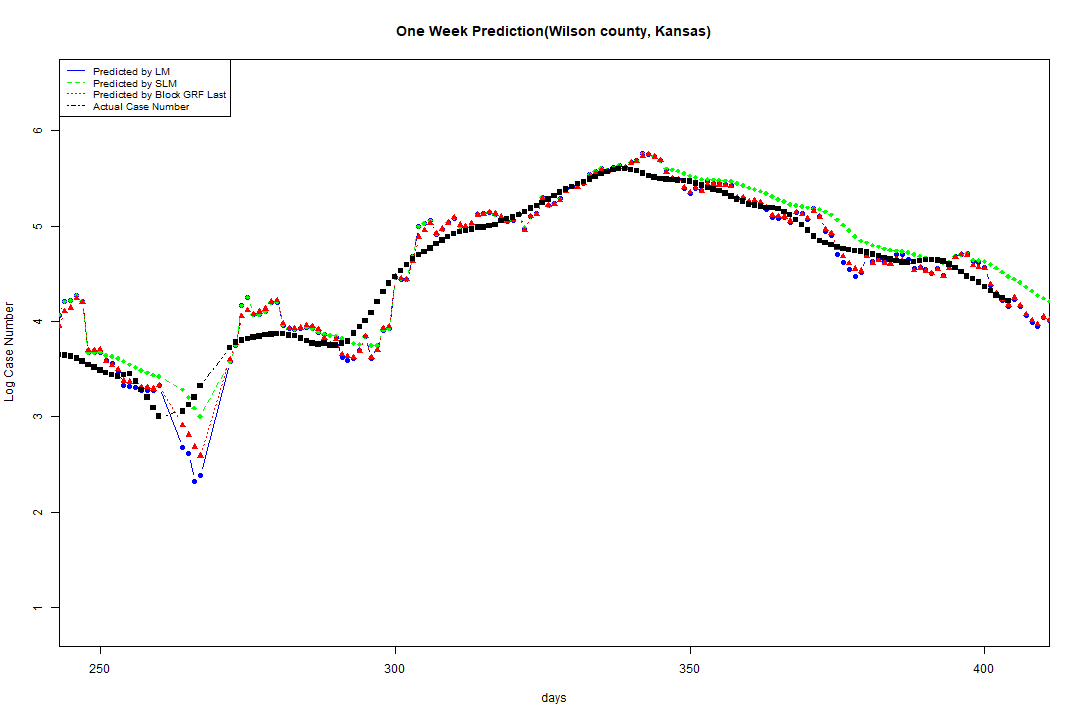 One Week Prediction(Wilson county, Kansas)
Predicted by LM
Predicted by SLM
Predicted by Block GRF Last
Actual Case Number
6
5
4
3
2
1
Log Case Number
250 300 350 400
days